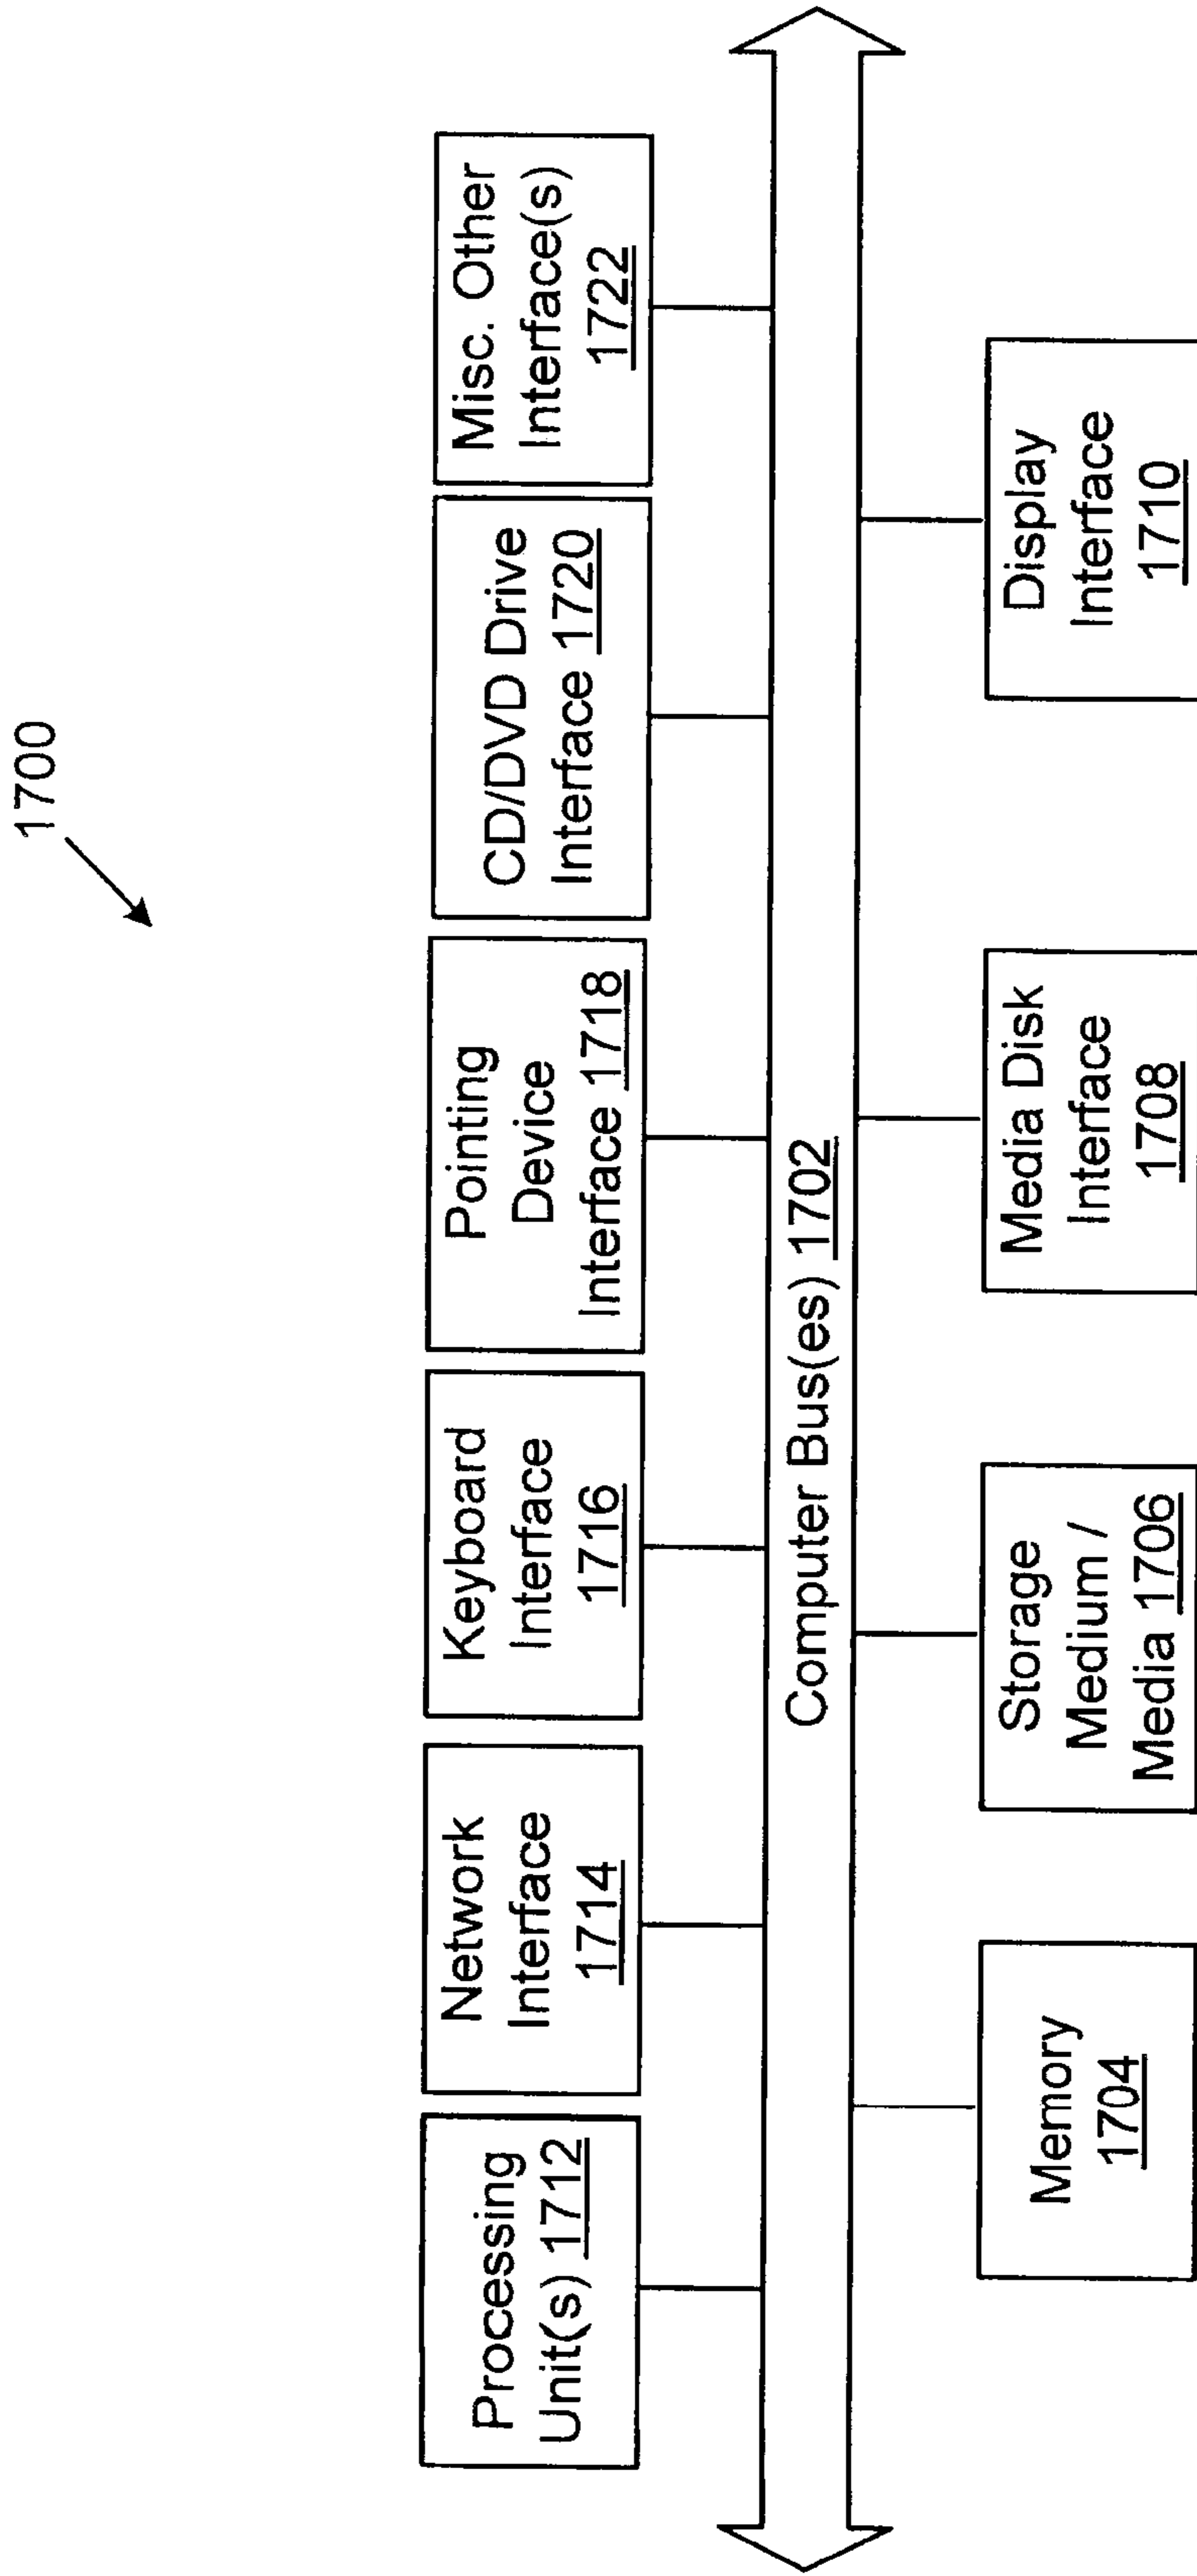 1700
Processing
Unit(s) 1712
Network
Interface
1714
Keyboard
Interface
1716
Pointing
Device
Interface 1718
CD/DVD Drive
Interface 1720
Misc. Other
Interface(s)
1722
Computer Bus(es) 1702
Memory
1704
Storage
Medium /
Media 1706
Media Disk
Interface
1708
Display
Interface
1710